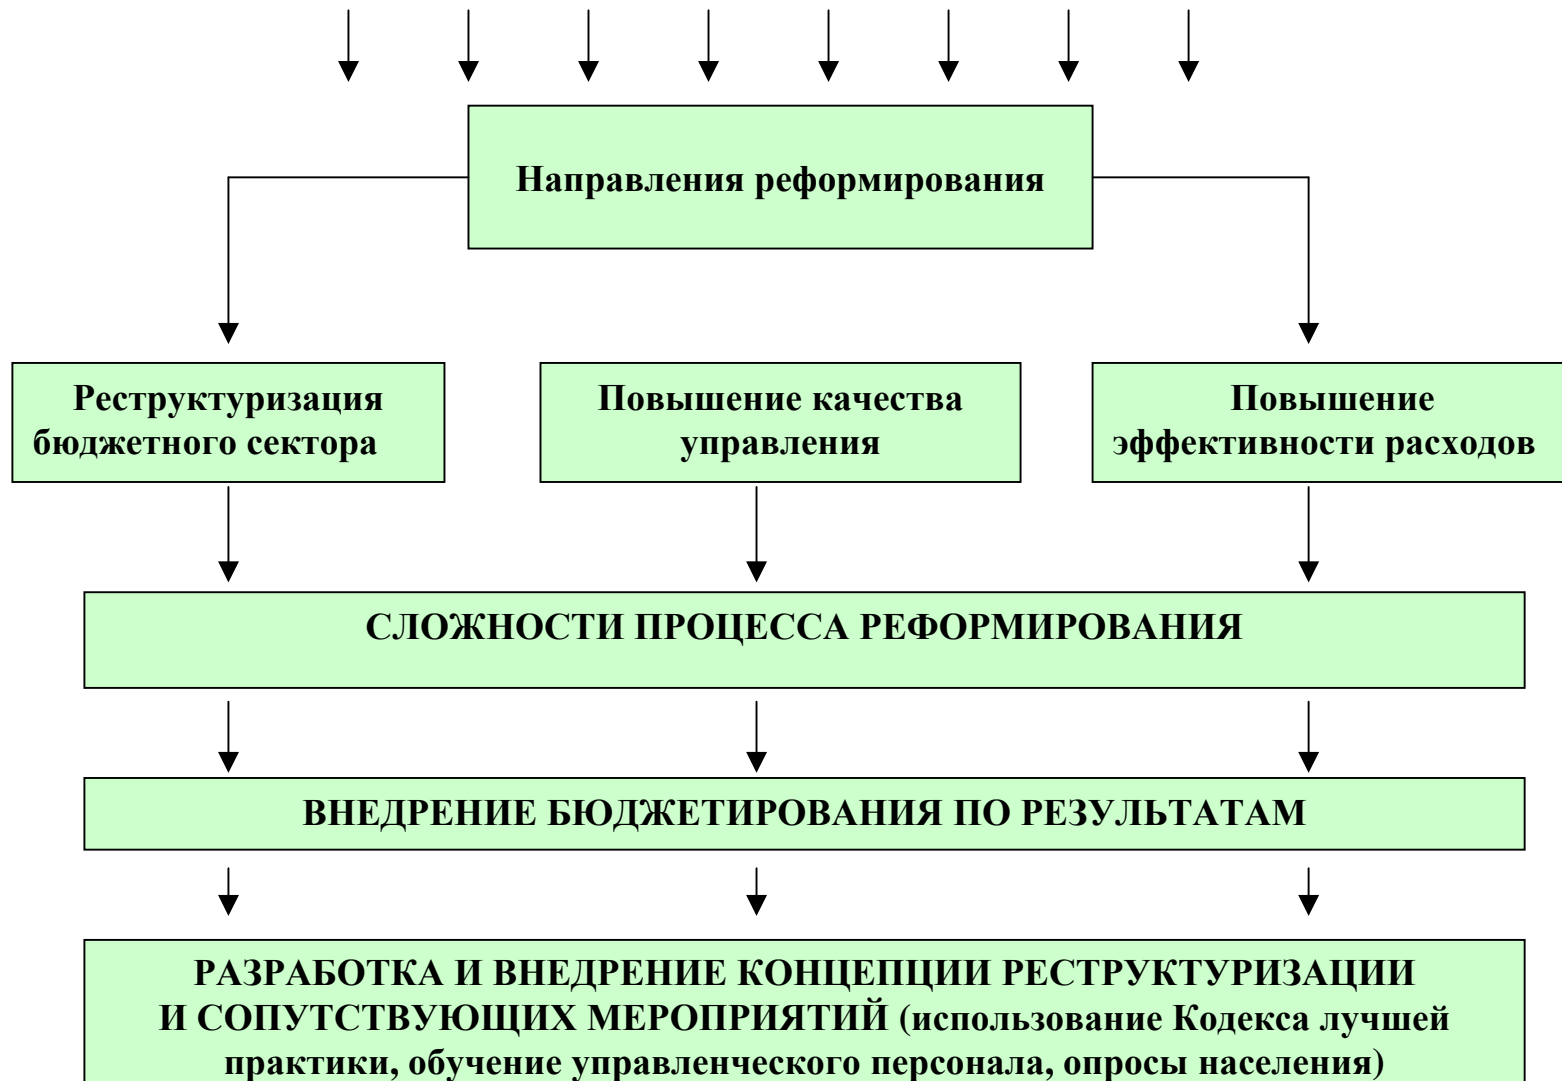 Направления реформирования
Реструктуризация
бюджетного сектора
Повышение качества
управления
Повышение
эффективности расходов
СЛОЖНОСТИ ПРОЦЕССА РЕФОРМИРОВАНИЯ
ВНЕДРЕНИЕ БЮДЖЕТИРОВАНИЯ ПО РЕЗУЛЬТАТАМ
РАЗРАБОТКА И ВНЕДРЕНИЕ КОНЦЕПЦИИ РЕСТРУКТУРИЗАЦИИ
И СОПУТСТВУЮЩИХ МЕРОПРИЯТИЙ (использование Кодекса лучшей
практики, обучение управленческого персонала, опросы населения)